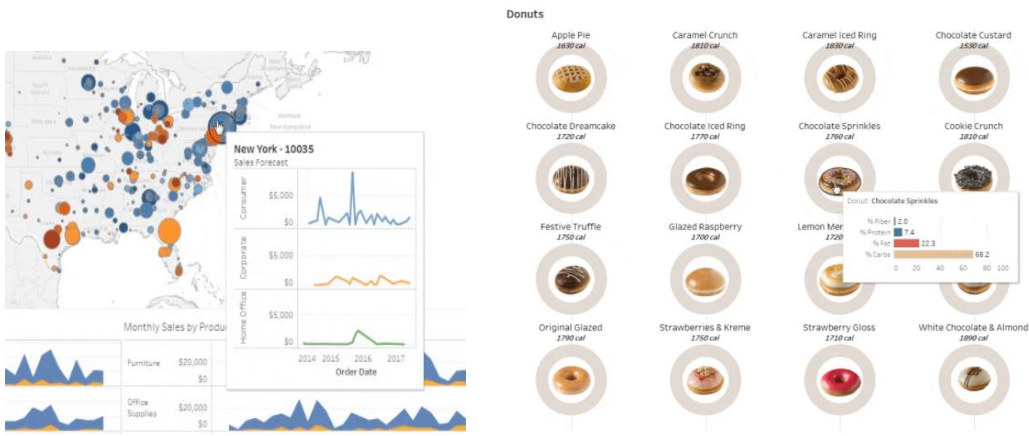 New York - 10035
Sales Forecast
Consumer
$5,000
$0
Corporate
$5,000
$0
Home Office
$5,000
$0
2014 2015 2016 2017
Order Date
Monthly Sales by Produ
Furniture
$20,000
$0
Office
Supplies
$20,000
$0
Donuts
Apple Pie
1630 cal
Caramel Crunch
1810 cal
Caramel Iced Ring
1830 cal
Chocolate Custard
1530 cal
Chocolate Dreamcake
1720 cal
Chocolate Iced Ring
1770 cal
Chocolate Sprinkles
1760 cal
Cookie Crunch
1810 cal
Donut: Chocolate Sprinkles
% Fiber 2.0
% Protein 7.4
% Fat 22.3
% Carbs 68.2
0 20 40 60 80 100
Festive Truffle
1750 cal
Glazed Raspberry
1700 cal
Lemon Mer
1720
Original Glazed
1790 cal
Strawberries & Kreme
1750 cal
Strawberry Gloss
1710 cal
White Chocolate & Almond
1890 cal